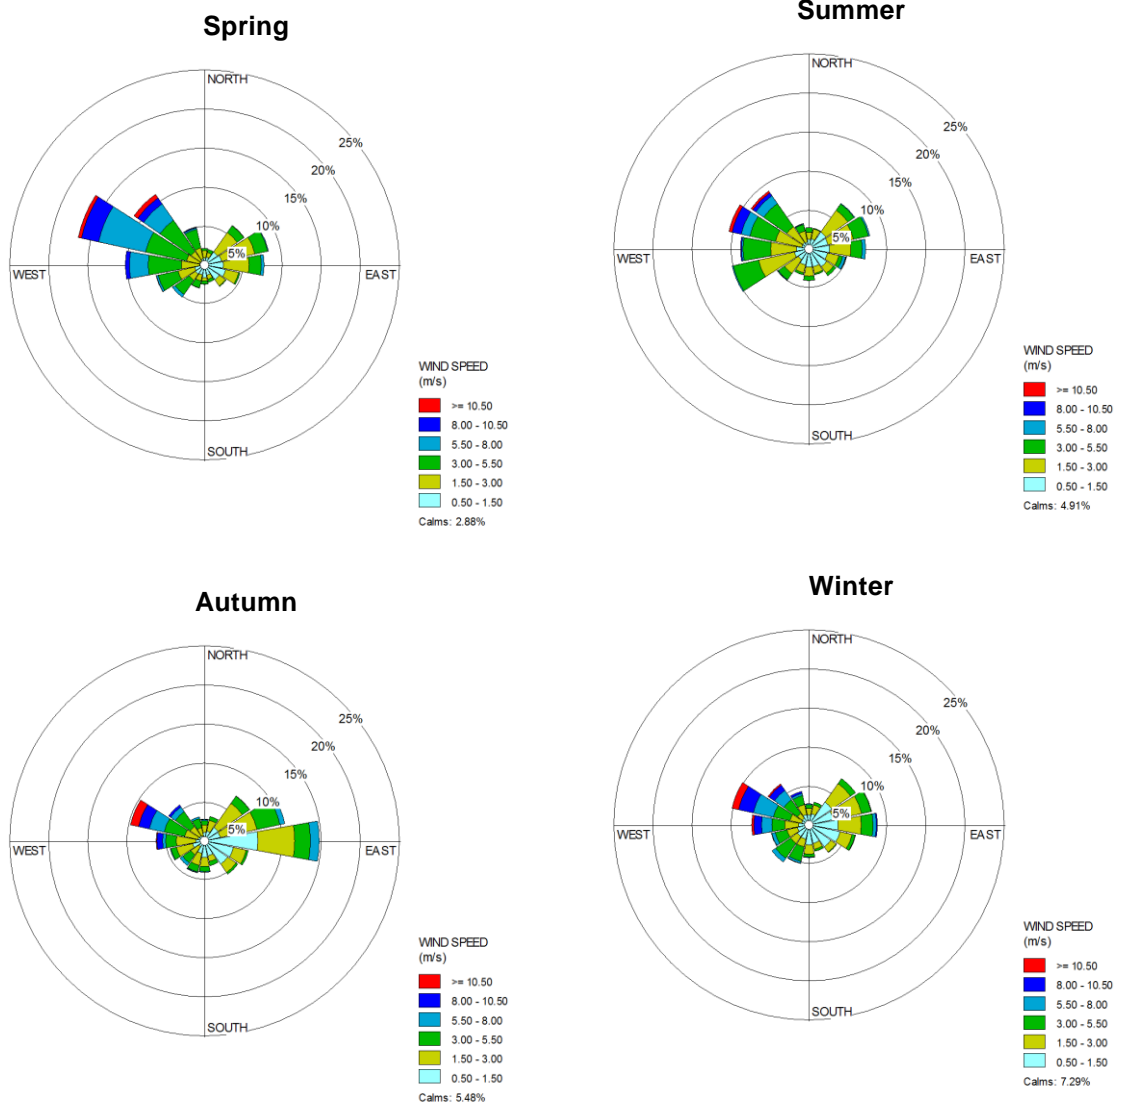 Spring
NORTH
25%
20%
15%
10%
5%
WEST
EAST
SOUTH
WIND SPEED
(m/s)
>= 10.50
8.00 - 10.50
5.50 - 8.00
3.00 - 5.50
1.50 - 3.00
0.50 - 1.50
Calms: 2.88%
Summer
NORTH
25%
20%
15%
10%
5%
WEST
EAST
SOUTH
WIND SPEED
(m/s)
>= 10.50
8.00 - 10.50
5.50 - 8.00
3.00 - 5.50
1.50 - 3.00
0.50 - 1.50
Calms: 4.91%
Autumn
NORTH
25%
20%
15%
10%
5%
WEST
EAST
SOUTH
WIND SPEED
(m/s)
>= 10.50
8.00 - 10.50
5.50 - 8.00
3.00 - 5.50
1.50 - 3.00
0.50 - 1.50
Calms: 5.48%
Winter
NORTH
25%
20%
15%
10%
5%
WEST
EAST
SOUTH
WIND SPEED
(m/s)
>= 10.50
8.00 - 10.50
5.50 - 8.00
3.00 - 5.50
1.50 - 3.00
0.50 - 1.50
Calms: 7.29%